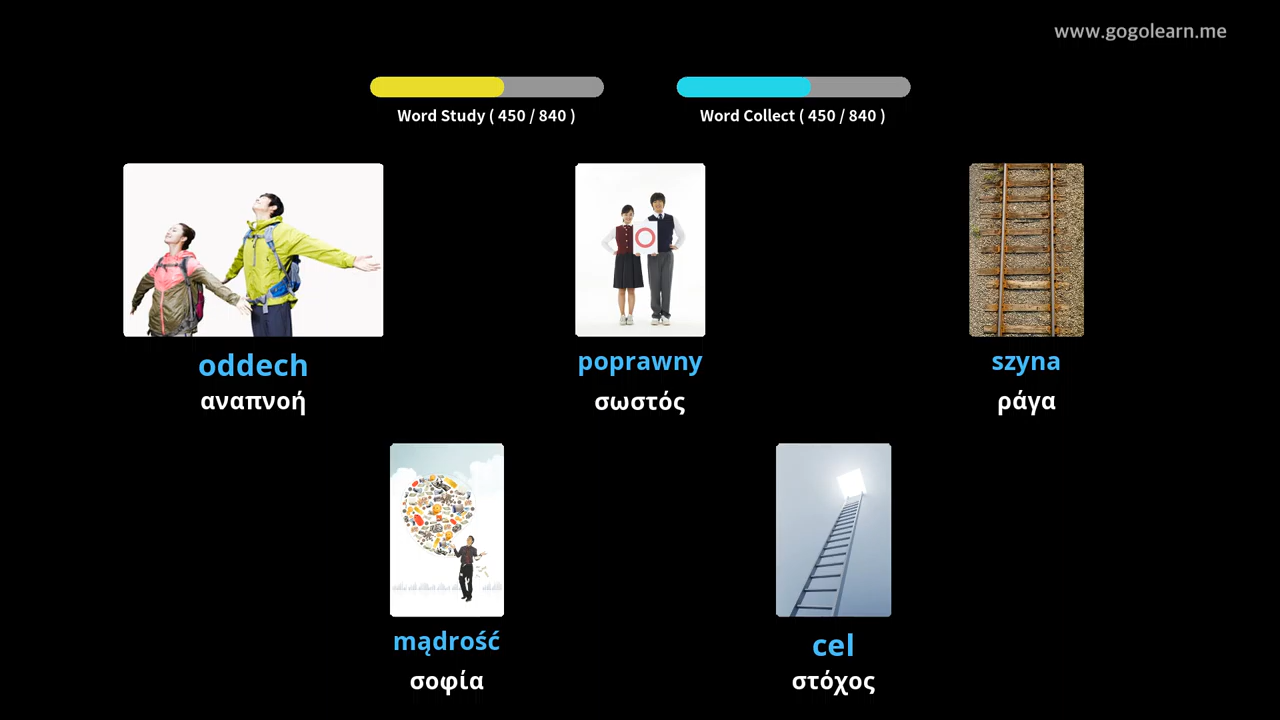 www.gogolearn.me
Word Study ( 450 / 840 )
Word Collect ( 450 / 840 )
oddech
αναπνοή
poprawny
σωστός
szyna
ράγα
mądrość
σοφία
cel
στόχος